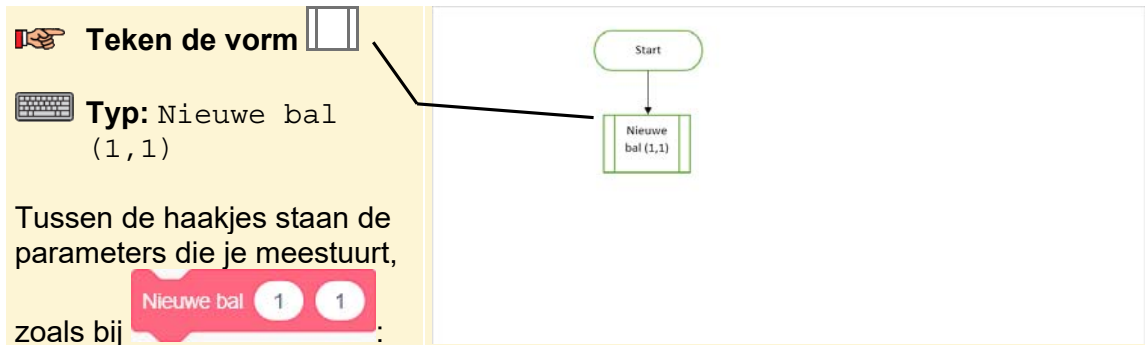 Teken de vorm
Typ: Nieuwe bal
(1,1)
Tussen de haakjes staan de
parameters die je meestuurt,
Nieuwe bal 1 1
zoals bij :
Start
Nieuwe
bal (1,1)